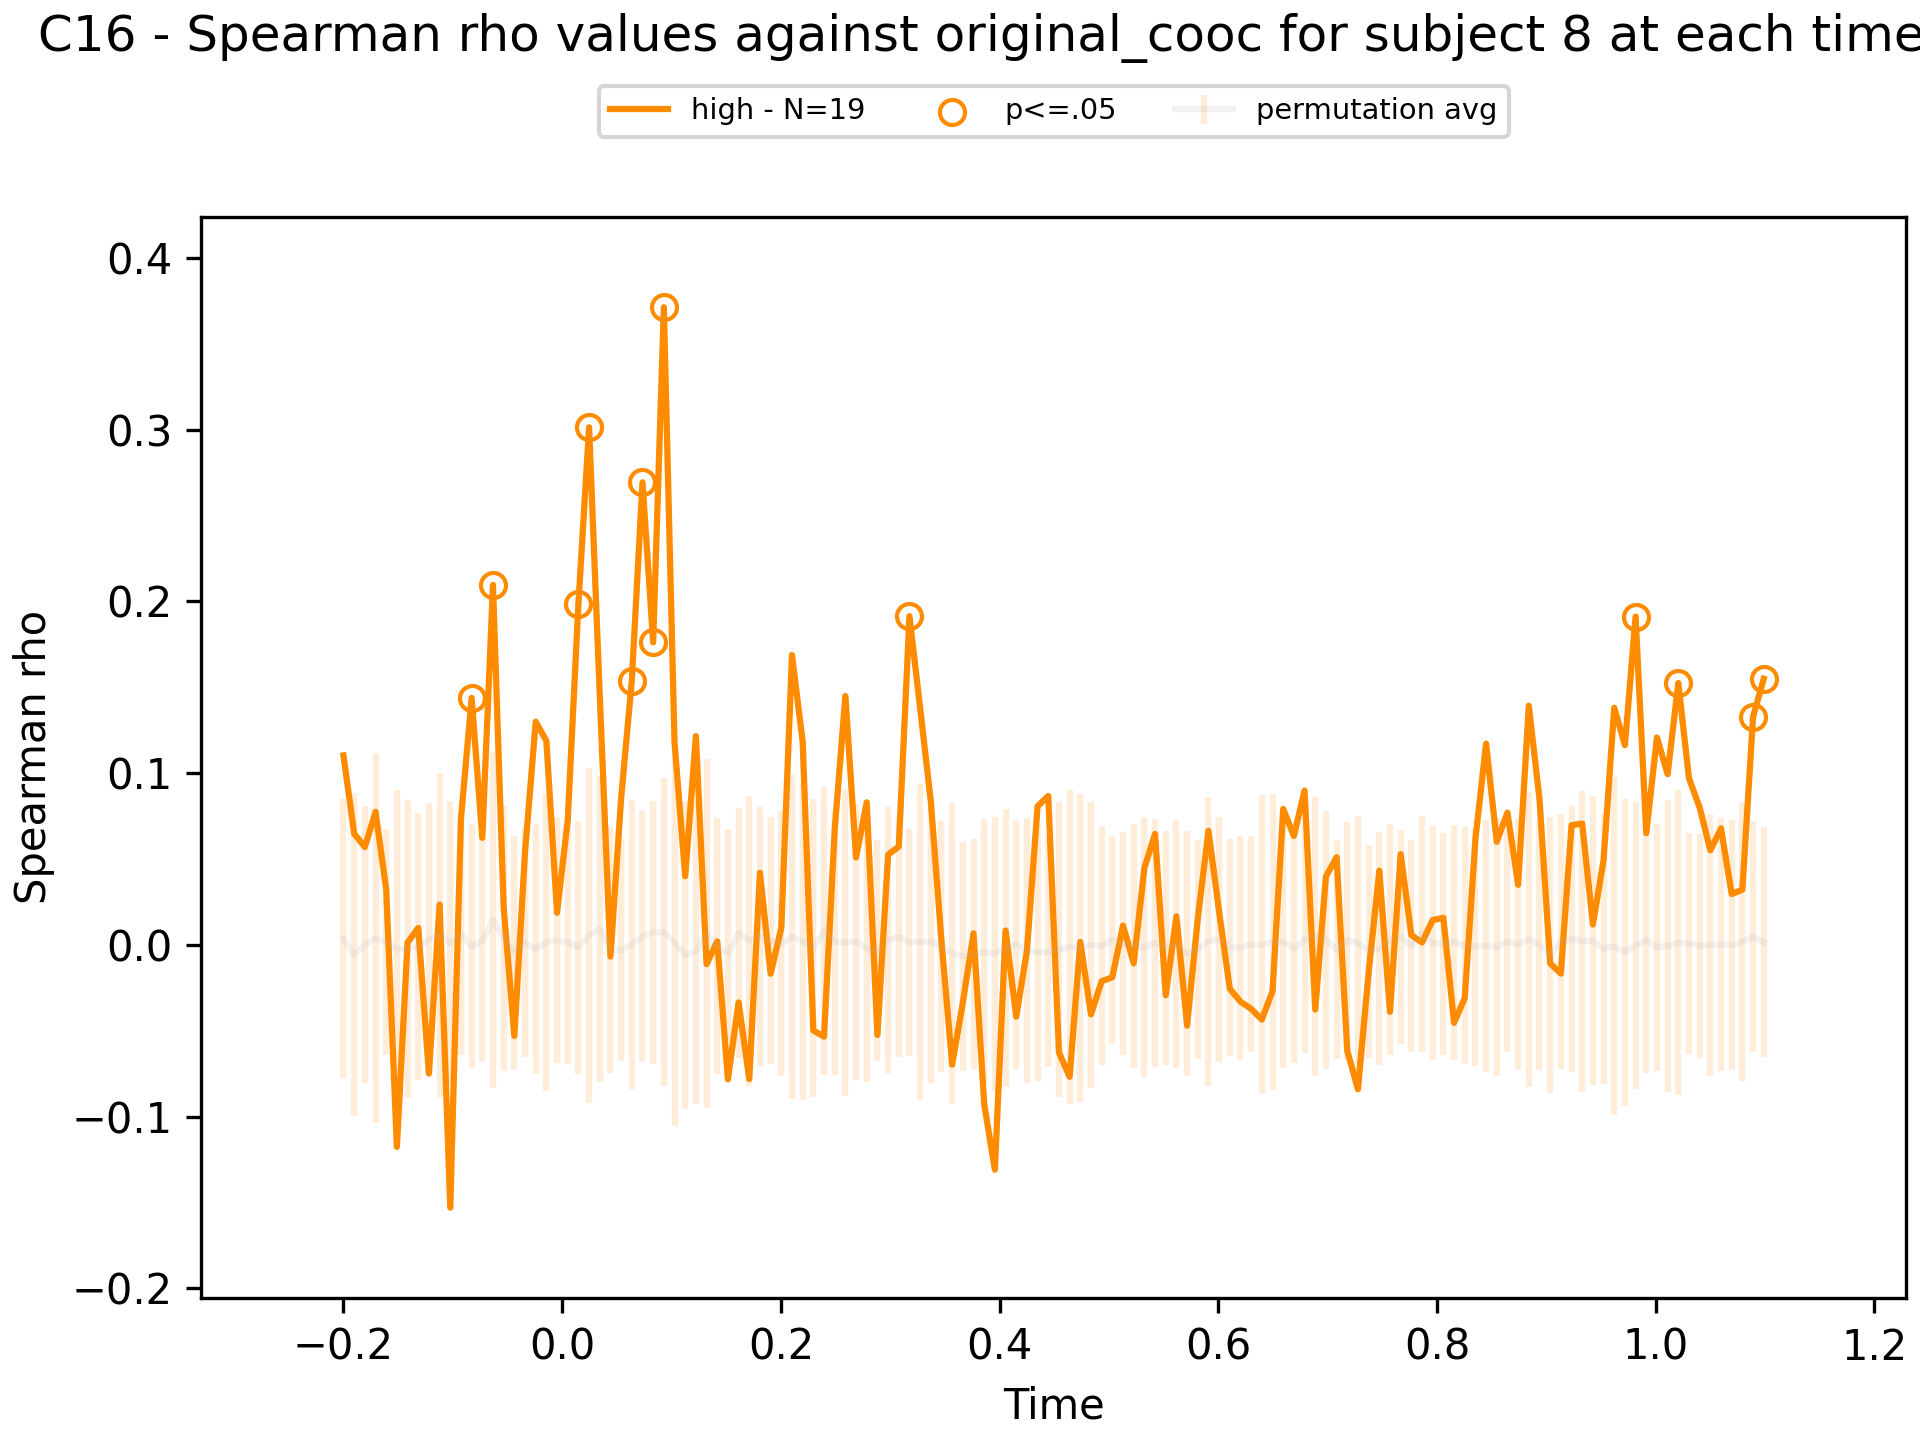 C16 - Spearman rho values against original_cooc for subject 8 at each time
high - N=19
p<=.05
permutation avg
0.4
0.3
0.2
0.1
0.0
−0.1
−0.2
Spearman rho
−0.2
0.0
0.2
0.4
0.6
0.8
1.0
1.2
Time